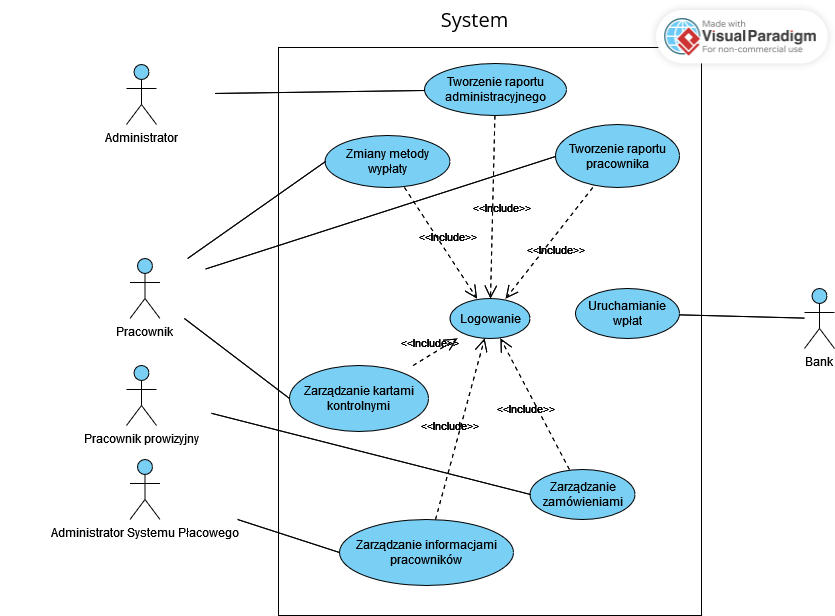 System
Made with
VisualParadigm
For non-commercial use
Tworzenie raportu
administracyjnego
Administrator
Zmiany metody
wypłaty
Tworzenie raportu
pracownika
<<Include>>
<<Include>>
<<Include>>
Pracownik
Logowanie
Uruchamianie
wpłat
Bank
<<Include>>
Zarządzanie kartami
kontrolnymi
<<Include>>
<<Include>>
Pracownik prowizyjny
Zarządzanie
zamówieniami
Administrator Systemu Płacowego
Zarządzanie informacjami
pracowników